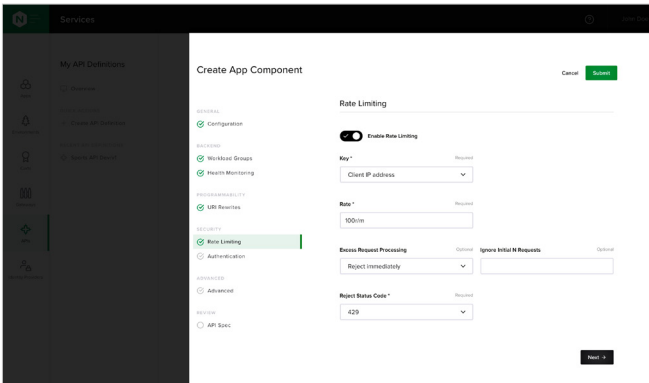 Services
My API Definitions
Create App Component
Cancel
Submit
GENERAL
Configuration
BACKEND
Workload Groups
Health Monitoring
PROGRAMMABILITY
URI Rewrites
SECURITY
Rate Limiting
Authentication
ADVANCED
Advanced
REVIEW
API Spec
Rate Limiting
Enable Rate Limiting
Key * Required
Client IP address
Rate * Required
100r/m
Excess Request Processing Optional
Reject immediately
Ignore Initial N Requests Optional
Reject Status Code * Required
429
Next →